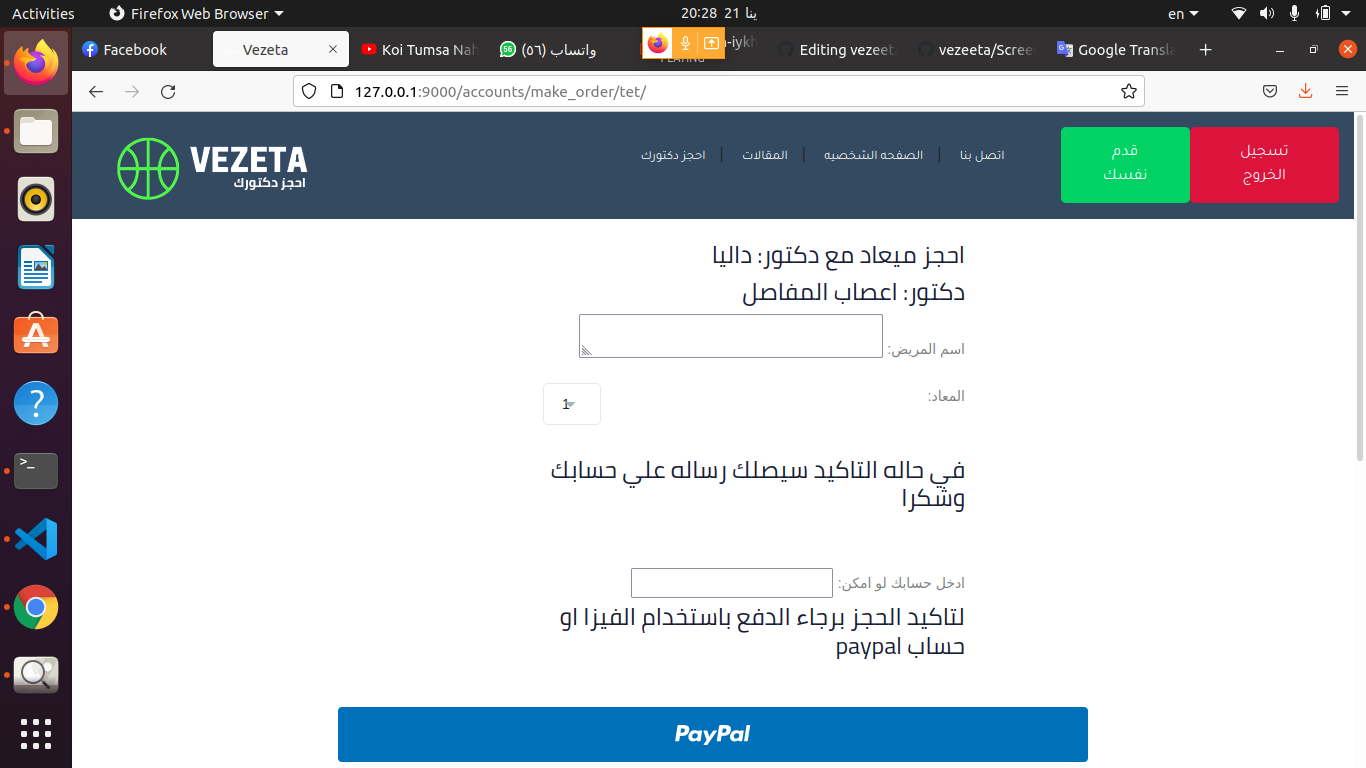 Activities
Firefox Web Browser
20:28 21 ينا
en
Facebook
Vezeta
Koi Tumsa Nah
56
واتساب (٥٦)
PLAYING
Editing vezeet
vezeeta/Scree
Google Transla
127.0.0.1:9000/accounts/make_order/tet/
VEZETA
احجز دكتورك
احجز دكتورك
المقالات
الصفحه الشخصيه
اتصل بنا
قدم
نفسك
تسجيل
الخروج
احجز ميعاد مع دكتور: داليا
دكتور: اعصاب المفاصل
اسم المريض:
المعاد:
1
في حاله التاكيد سيصلك رساله علي حسابك
وشكرا
ادخل حسابك لو امكن:
لتاكيد الحجز برجاء الدفع باستخدام الفيزا او
حساب paypal
PayPal